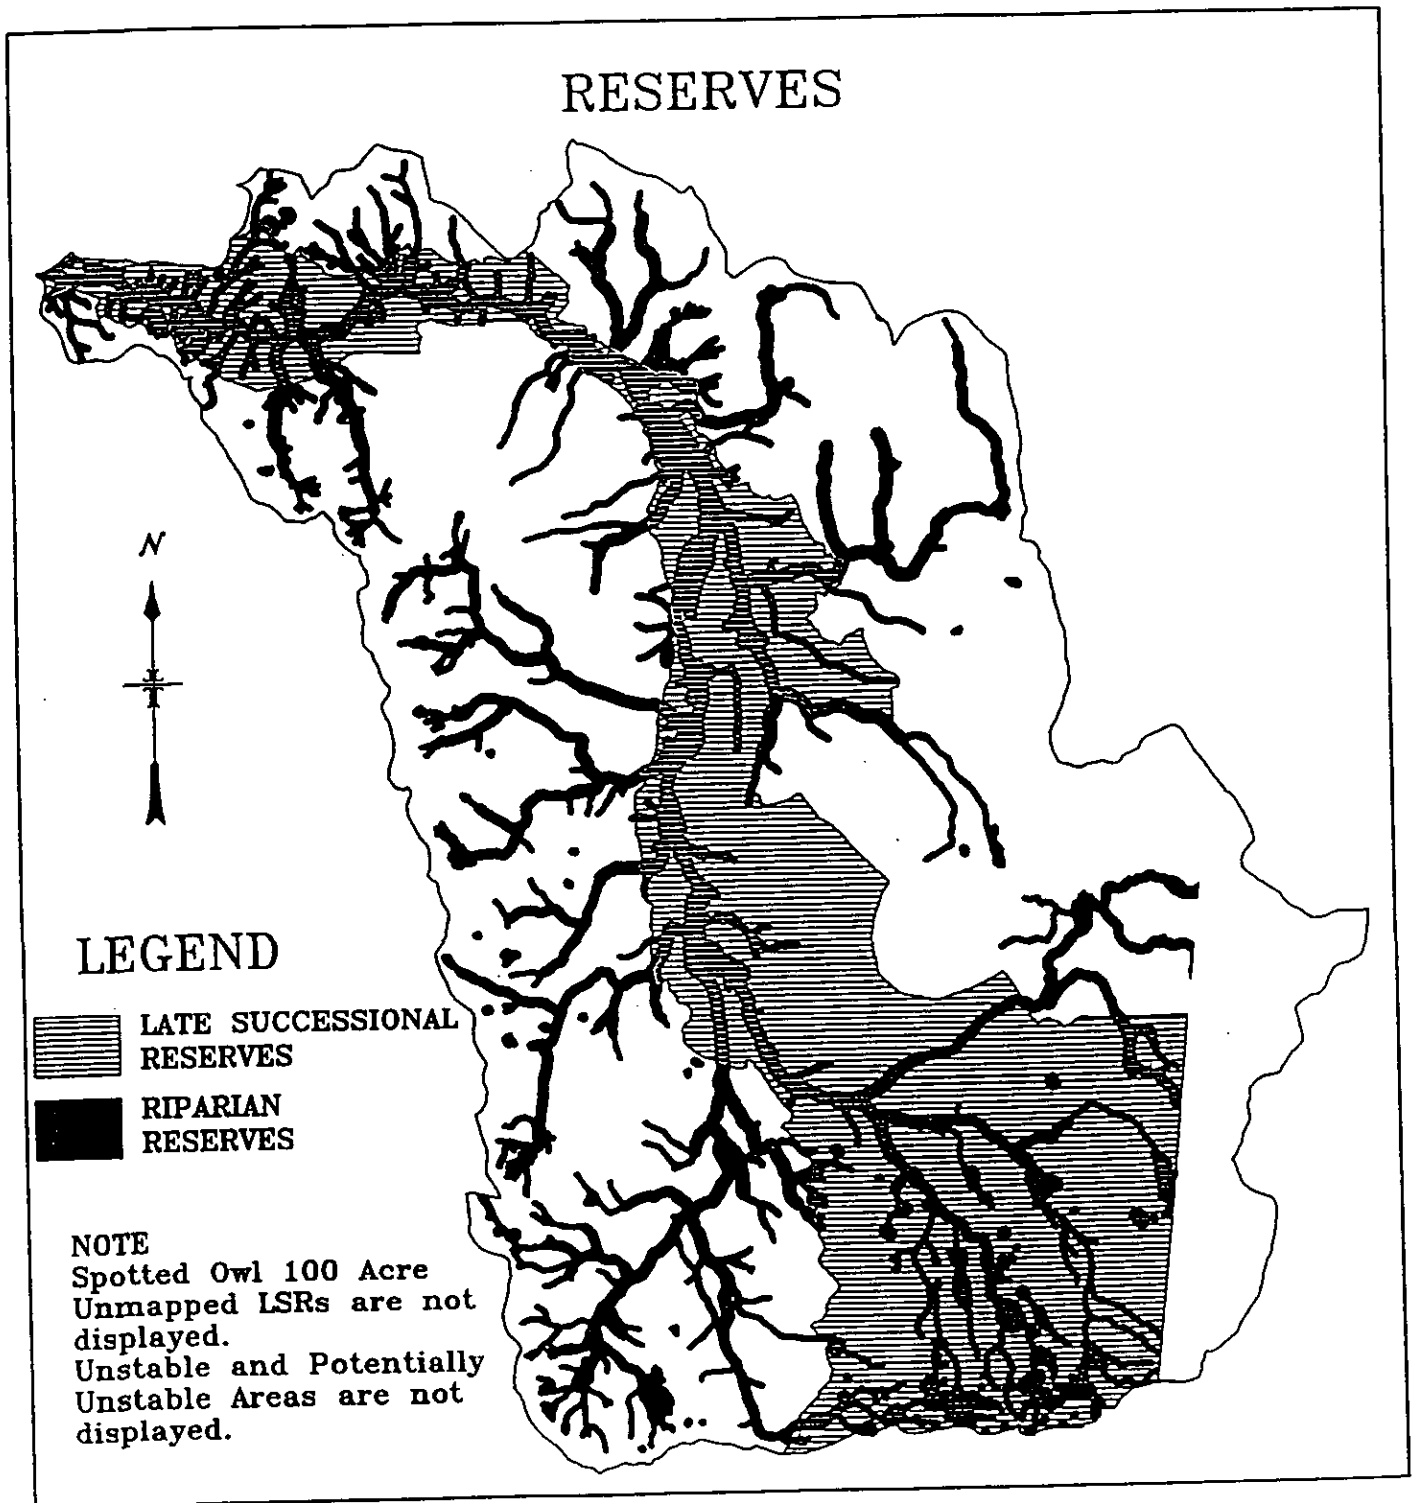 RESERVES
N
LEGEND
LATE SUCCESSIONAL
RESERVES
RIPARIAN
RESERVES
NOTE
Spotted Owl 100 Acre
Unmapped LSRs are not
displayed.
Unstable and Potentially
Unstable Areas are not
displayed.